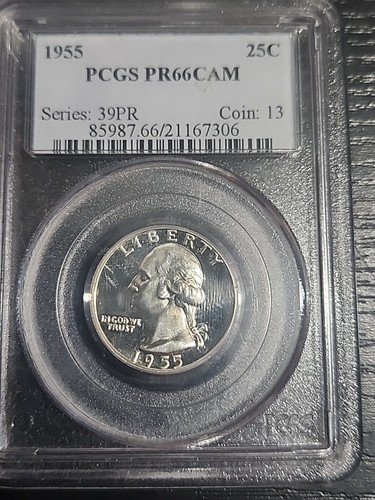 1955 25C
PCGS PR66CAM
Series: 39PR Coin: 13
85987.66/21167306
LIBERTY
IN GOD WE
TRUST
1955
PCGS